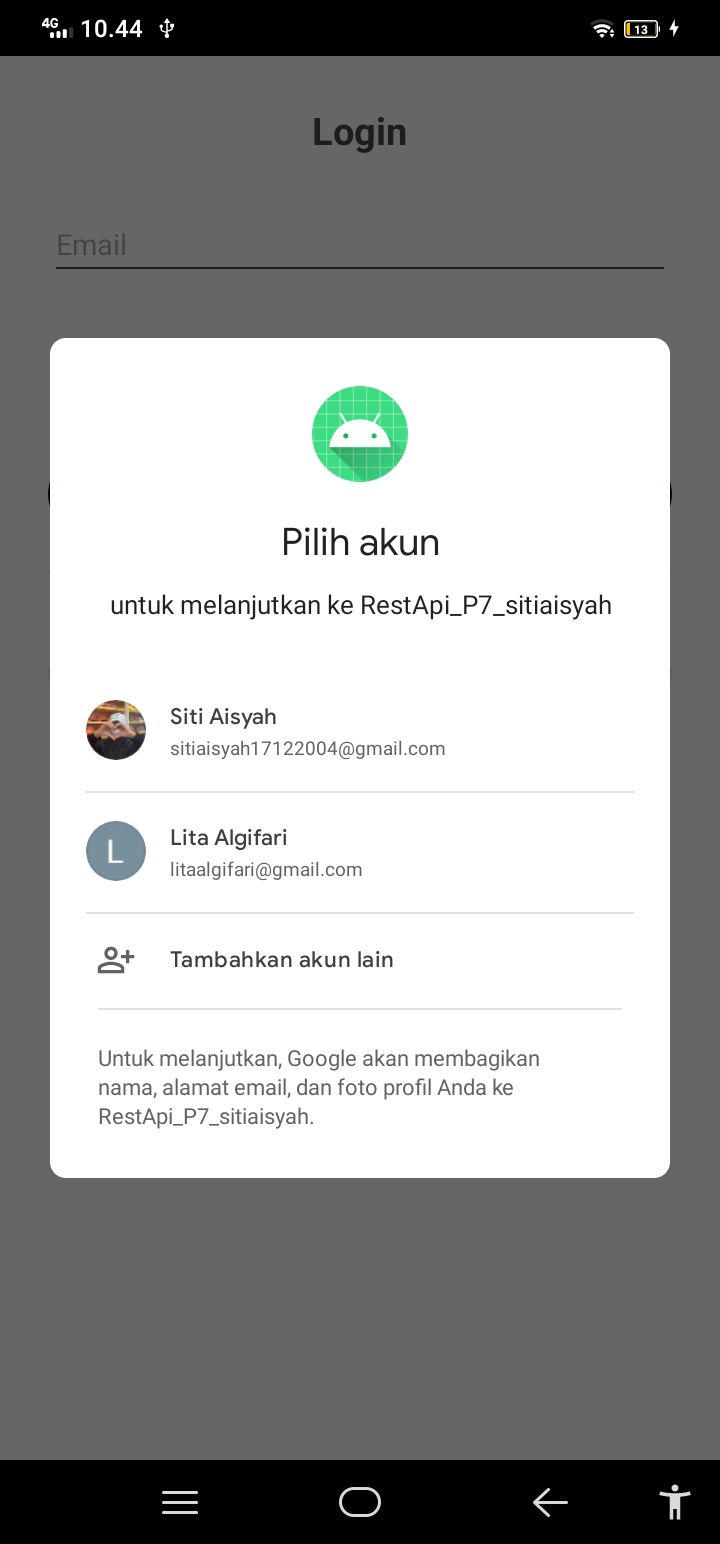 4G 10.44 13
Login
Email
Pilih akun
untuk melanjutkan ke RestApi_P7_sitiaisyah
Siti Aisyah
sitiaisyah17122004@gmail.com
L
Lita Algifari
litaalgifari@gmail.com
Tambahkan akun lain
Untuk melanjutkan, Google akan membagikan
nama, alamat email, dan foto profil Anda ke
RestApi_P7_sitiaisyah.